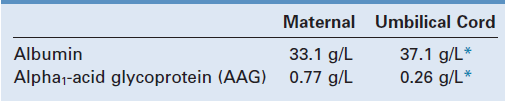 Maternal Umbilical Cord
Albumin 33.1 g/L 37.1 g/L*
Alpha₁-acid glycoprotein (AAG) 0.77 g/L 0.26 g/L*